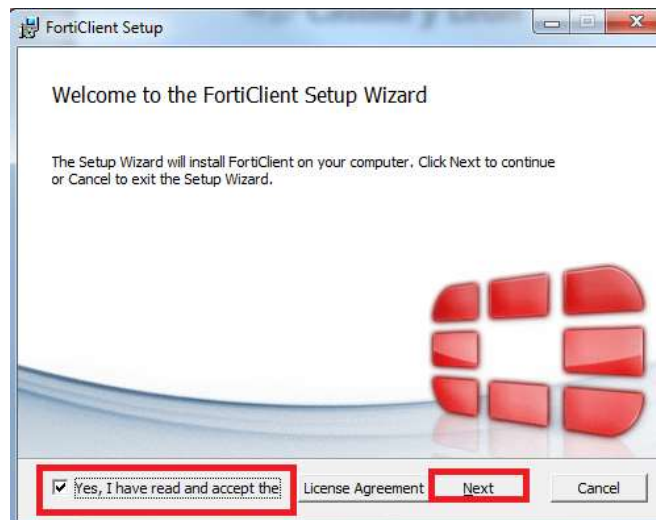 FortiClient Setup
Welcome to the FortiClient Setup Wizard
The Setup Wizard will install FortiClient on your computer. Click Next to continue
or Cancel to exit the Setup Wizard.
Yes, I have read and accept the License Agreement Next Cancel